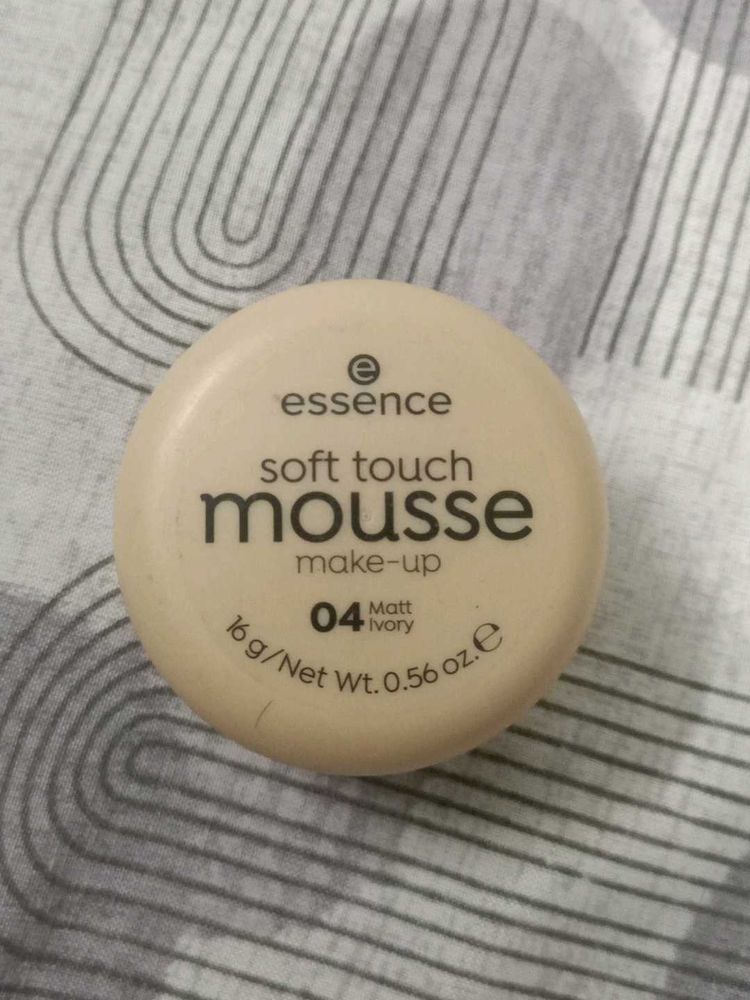 e
essence
soft touch
mousse
make-up
04 Matt
Ivory
16 g/Net Wt. 0.56 oz. ℮